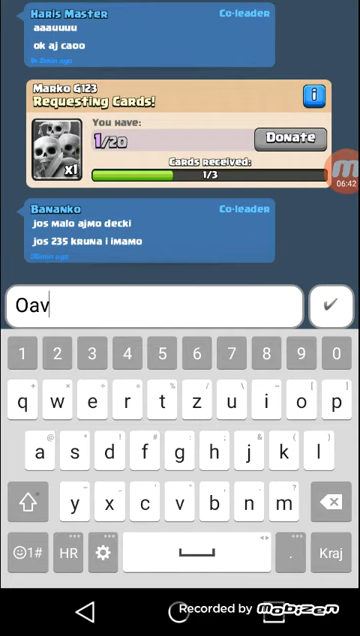 Haris Master Co-leader
aaauuuu
ok aj caoo
Marko G123
Requesting Cards!
i
You have:
1/20
Donate
x1
Cards received:
1/3
06:42
Bananko Co-leader
jos malo ajmo decki
jos 235 kruna i imamo
Oav
1 2 3 4 5 6 7 8 9 0
q w e r t z u i o p
a s d f g h j k l
y x c v b n m
1# HR . Kraj
Recorded by mobizen